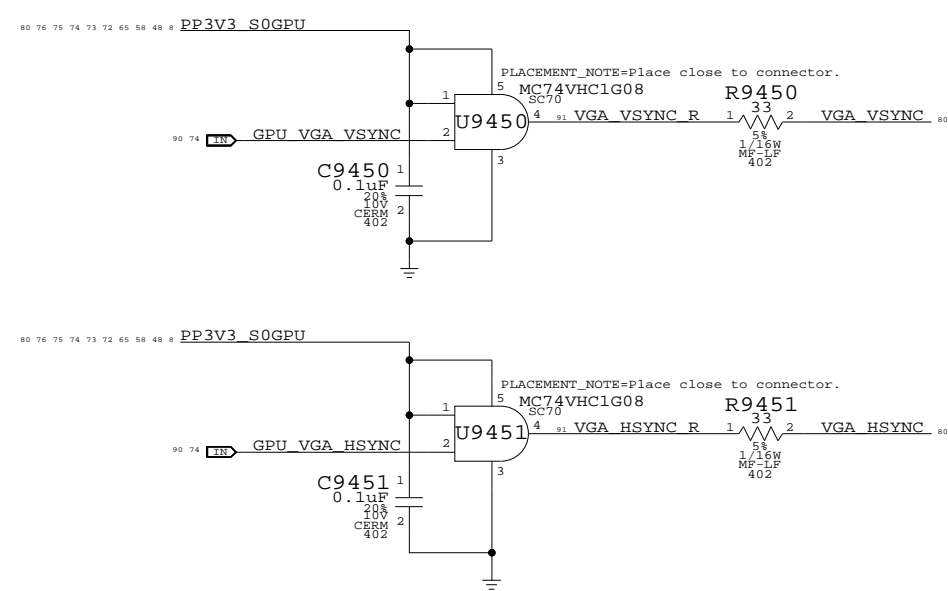 80 76 75 74 73 72 65 58 48 8 PP3V3_S0GPU
PLACEMENT_NOTE=Place close to connector.
5 MC74VHC1G08
SC70
R9450
33
1 U9450 4 91 VGA_VSYNC_R 1 2 VGA_VSYNC 80
90 74 IN GPU_VGA_VSYNC 2
5%
1/16W
MF-LF
402
3
C9450 1
0.1uF
20%
10V
CERM 2
402
80 76 75 74 73 72 65 58 48 8 PP3V3_S0GPU
PLACEMENT_NOTE=Place close to connector.
5 MC74VHC1G08
SC70
R9451
33
1 U9451 4 91 VGA_HSYNC_R 1 2 VGA_HSYNC 80
90 74 IN GPU_VGA_HSYNC 2
5%
1/16W
MF-LF
402
3
C9451 1
0.1uF
20%
10V
CERM 2
402